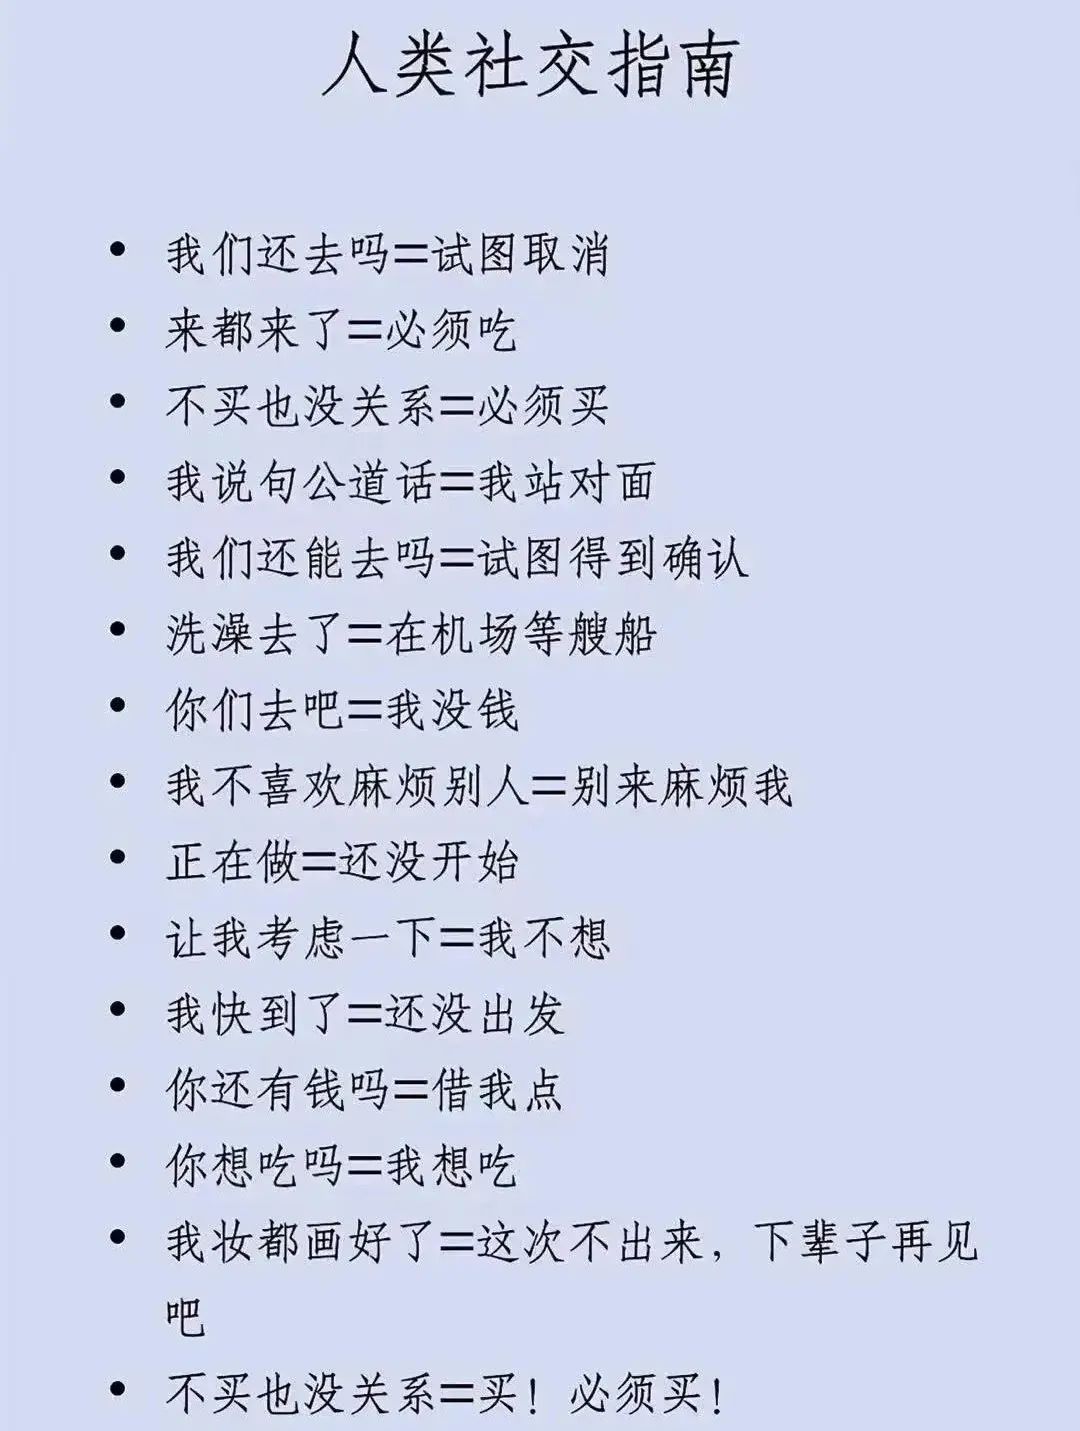 人类社交指南
• 我们还去吗=试图取消
• 来都来了=必须吃
• 不买也没关系=必须买
• 我说句公道话=我站对面
• 我们还能去吗=试图得到确认
• 洗澡去了=在机场等艘船
• 你们去吧=我没钱
• 我不喜欢麻烦别人=别来麻烦我
• 正在做=还没开始
• 让我考虑一下=我不想
• 我快到了=还没出发
• 你还有钱吗=借我点
• 你想吃吗=我想吃
• 我妆都画好了=这次不出来，下辈子再见
吧
• 不买也没关系=买！必须买！